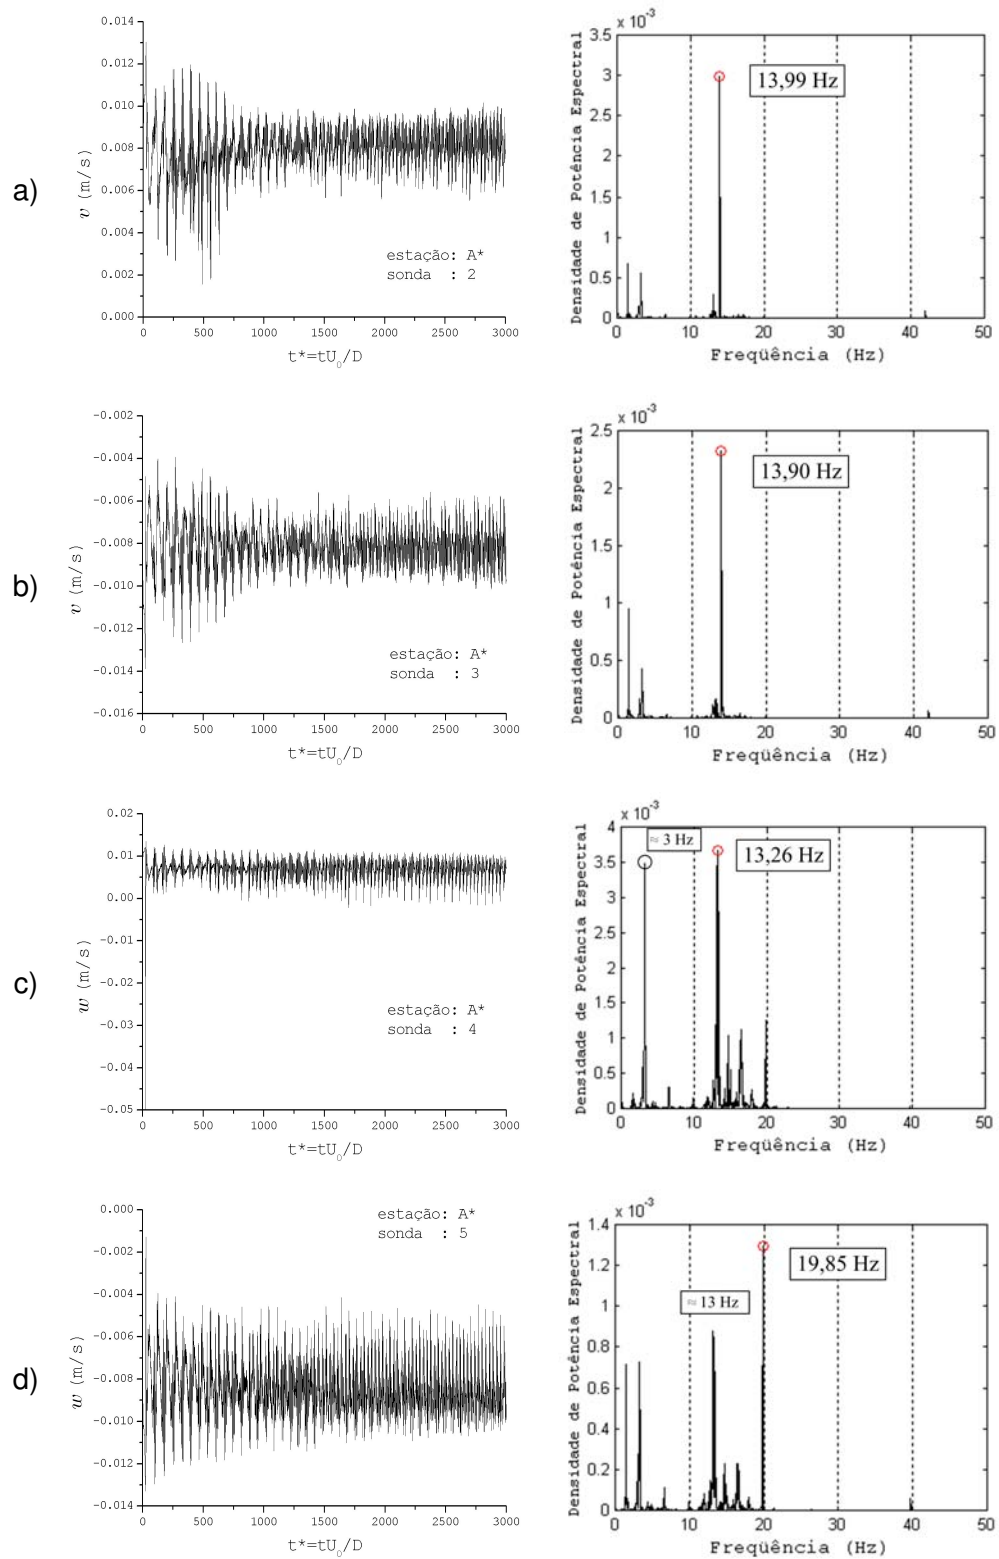 a)
0.014
0.012
0.010
0.008
0.006
0.004
0.002
0.000
v (m/s)
estação: A*
sonda : 2
0 500 1000 1500 2000 2500 3000
t*=tU₀/D
x 10⁻³
3.5
3
2.5
2
1.5
1
0.5
0
Densidade de Potência Espectral
13,99 Hz
0 10 20 30 40 50
Freqüência (Hz)
b)
-0.002
-0.004
-0.006
-0.008
-0.010
-0.012
-0.014
-0.016
v (m/s)
estação: A*
sonda : 3
0 500 1000 1500 2000 2500 3000
t*=tU₀/D
x 10⁻³
2.5
2
1.5
1
0.5
0
Densidade de Potência Espectral
13,90 Hz
0 10 20 30 40 50
Freqüência (Hz)
c)
0.02
0.01
0.00
-0.01
-0.02
-0.03
-0.04
-0.05
w (m/s)
estação: A*
sonda : 4
0 500 1000 1500 2000 2500 3000
t*=tU₀/D
x 10⁻³
4
3.5
3
2.5
2
1.5
1
0.5
0
Densidade de Potência Espectral
≈ 3 Hz
13,26 Hz
0 10 20 30 40 50
Freqüência (Hz)
d)
0.000
-0.002
-0.004
-0.006
-0.008
-0.010
-0.012
-0.014
w (m/s)
estação: A*
sonda : 5
0 500 1000 1500 2000 2500 3000
t*=tU₀/D
x 10⁻³
1.4
1.2
1
0.8
0.6
0.4
0.2
0
Densidade de Potência Espectral
19,85 Hz
≈ 13 Hz
0 10 20 30 40 50
Freqüência (Hz)